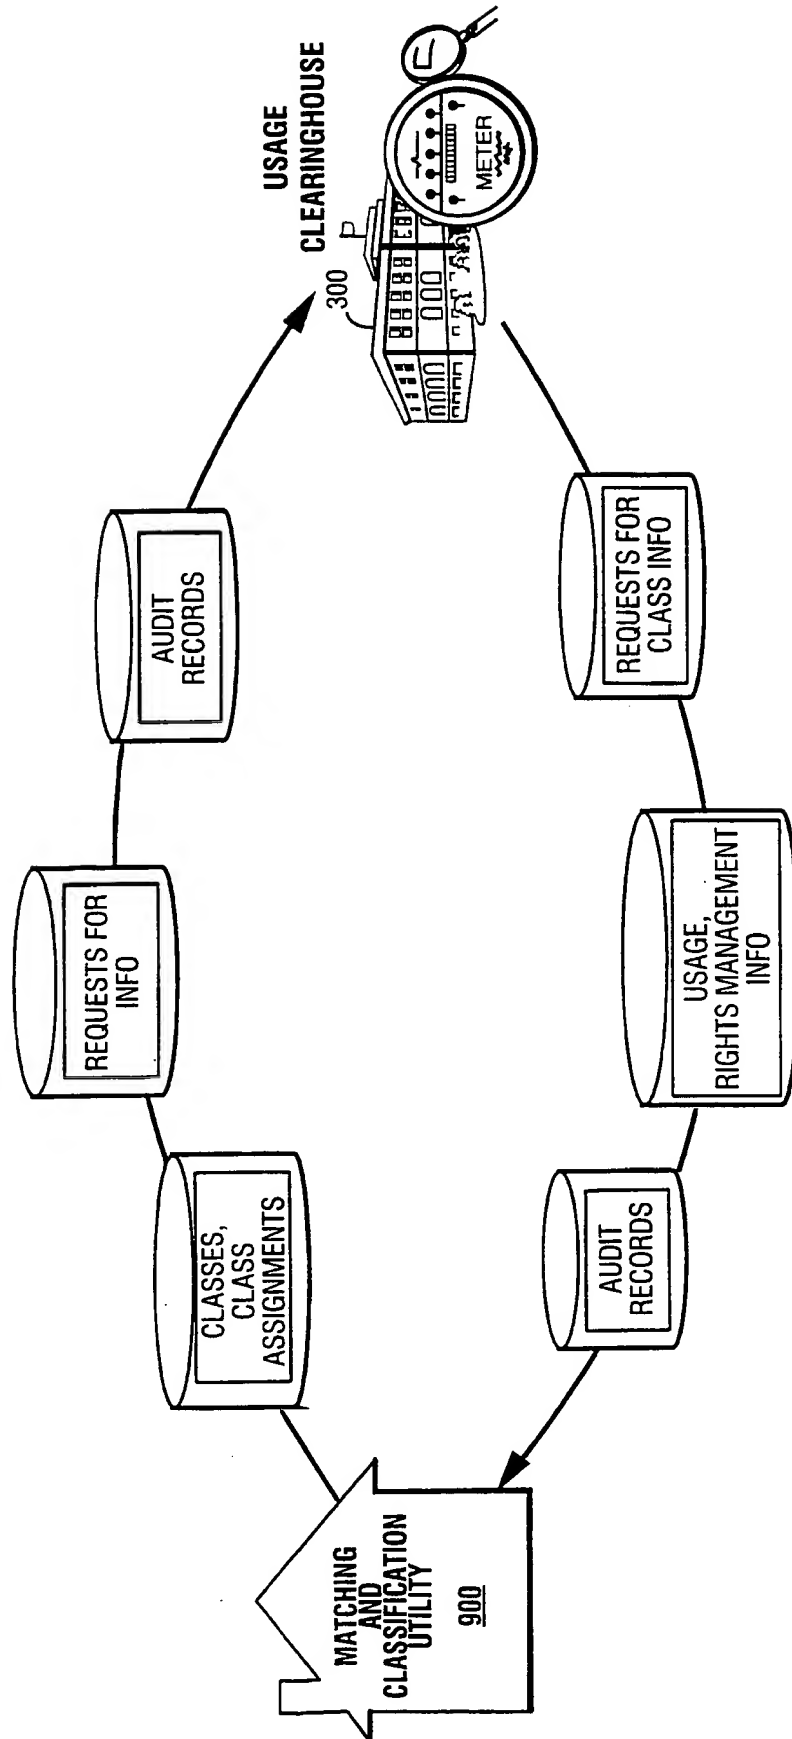 MATCHING
AND
CLASSIFICATION
UTILITY
900
CLASSES,
CLASS
ASSIGNMENTS
REQUESTS FOR
INFO
AUDIT
RECORDS
USAGE
CLEARINGHOUSE
300
METER
REQUESTS FOR
CLASS INFO
USAGE,
RIGHTS MANAGEMENT
INFO
AUDIT
RECORDS